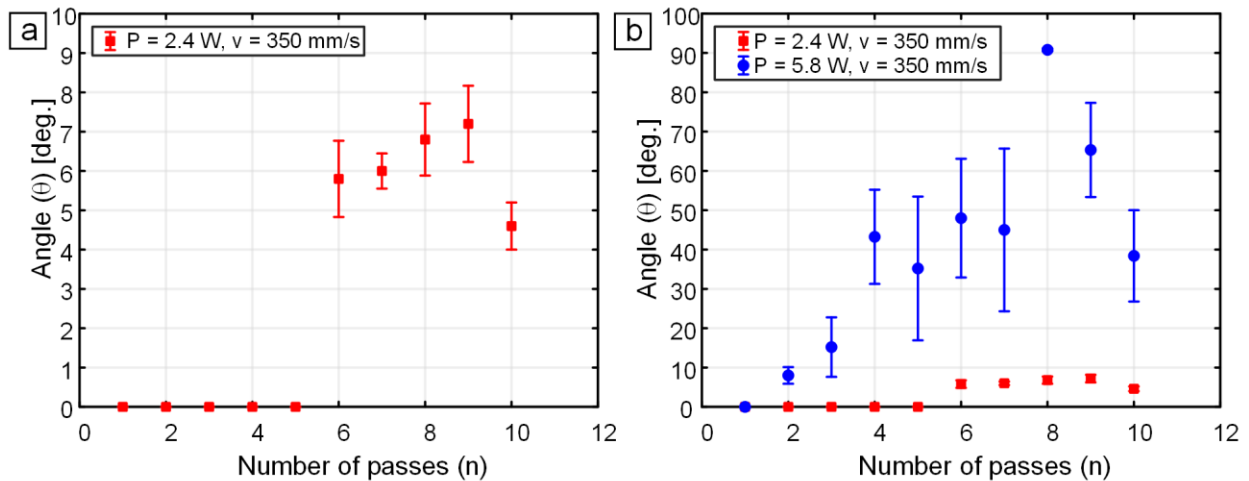 a
P = 2.4 W, v = 350 mm/s
Angle (θ) [deg.]
10
9
8
7
6
5
4
3
2
1
0
0 2 4 6 8 10 12
Number of passes (n)
b
P = 2.4 W, v = 350 mm/s
P = 5.8 W, v = 350 mm/s
Angle (θ) [deg.]
100
90
80
70
60
50
40
30
20
10
0
0 2 4 6 8 10 12
Number of passes (n)